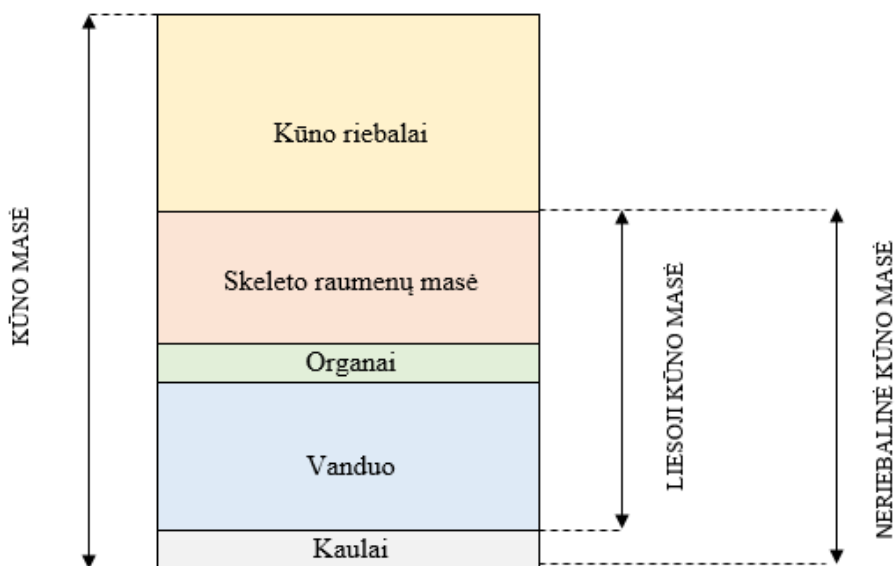 KŪNO MASĖ
Kūno riebalai
Skeleto raumenų masė
Organai
Vanduo
Kaulai
LIESOJI KŪNO MASĖ
NERIEBALINĖ KŪNO MASĖ